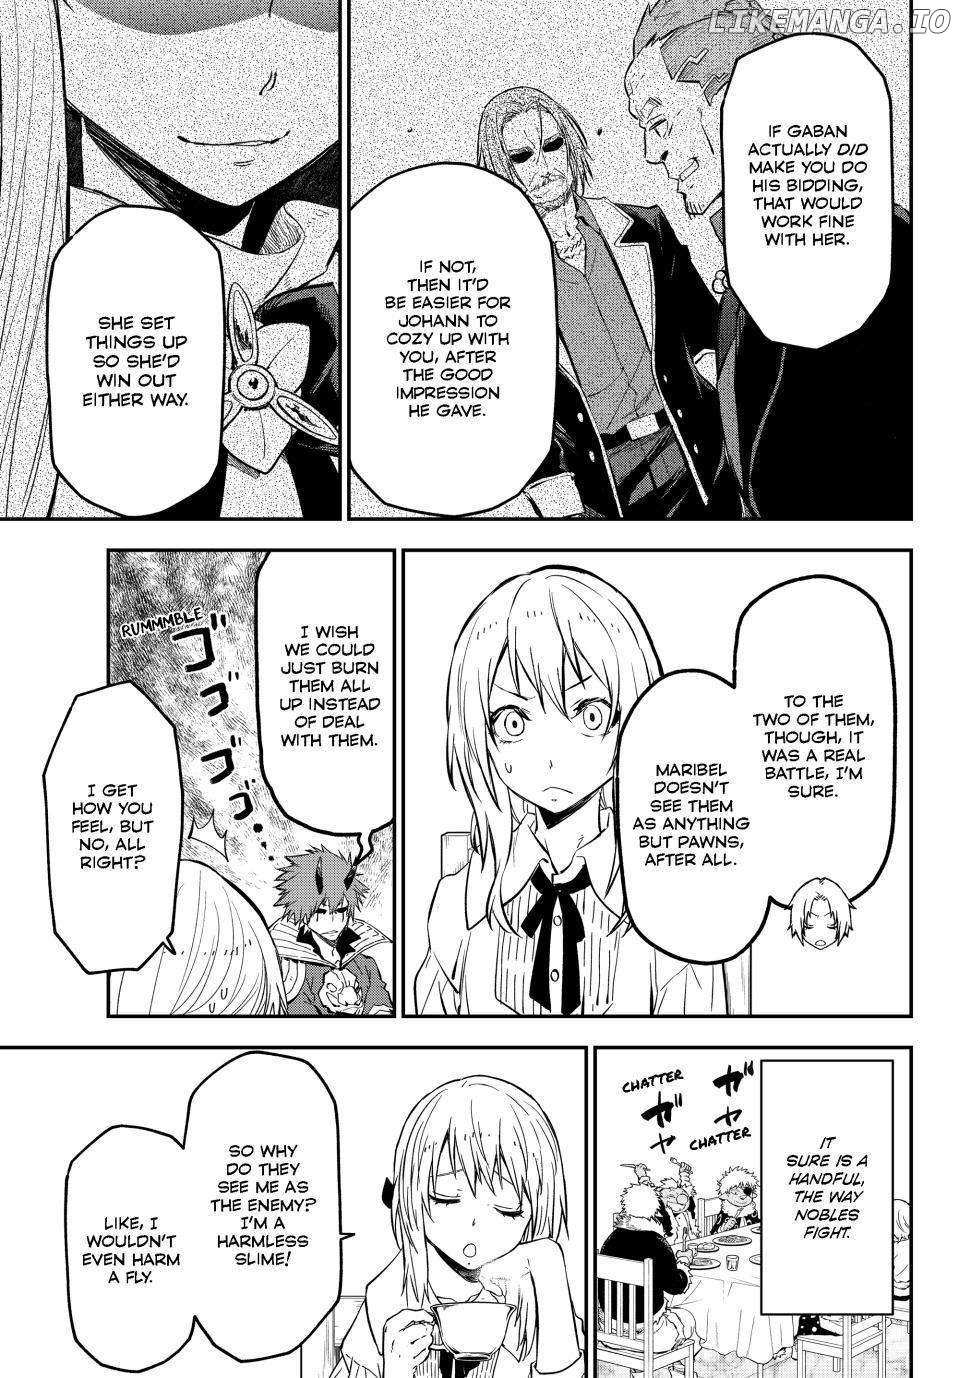 LIKEMANGA.IO
IF GABAN
ACTUALLY DID
MAKE YOU DO
HIS BIDDING,
THAT WOULD
WORK FINE
WITH HER.
IF NOT,
THEN IT'D
BE EASIER FOR
JOHANN TO
COZY UP WITH
YOU, AFTER
THE GOOD
IMPRESSION
HE GAVE.
SHE SET
THINGS UP
SO SHE'D
WIN OUT
EITHER WAY.
TO THE
TWO OF THEM,
THOUGH, IT
WAS A REAL
BATTLE, I'M
SURE.
MARIBEL
DOESN'T
SEE THEM
AS ANYTHING
BUT PAWNS,
AFTER ALL.
I WISH
WE COULD
JUST BURN
THEM ALL
UP INSTEAD
OF DEAL
WITH THEM.
RUMMMBLE
ゴゴゴゴ
I GET
HOW YOU
FEEL, BUT
NO, ALL
RIGHT?
IT
SURE IS A
HANDFUL,
THE WAY
NOBLES
FIGHT.
ガヤ
CHATTER
ガヤ
CHATTER
SO WHY
DO THEY
SEE ME AS
THE ENEMY?
I'M A
HARMLESS
SLIME!
LIKE, I
WOULDN'T
EVEN HARM
A FLY.